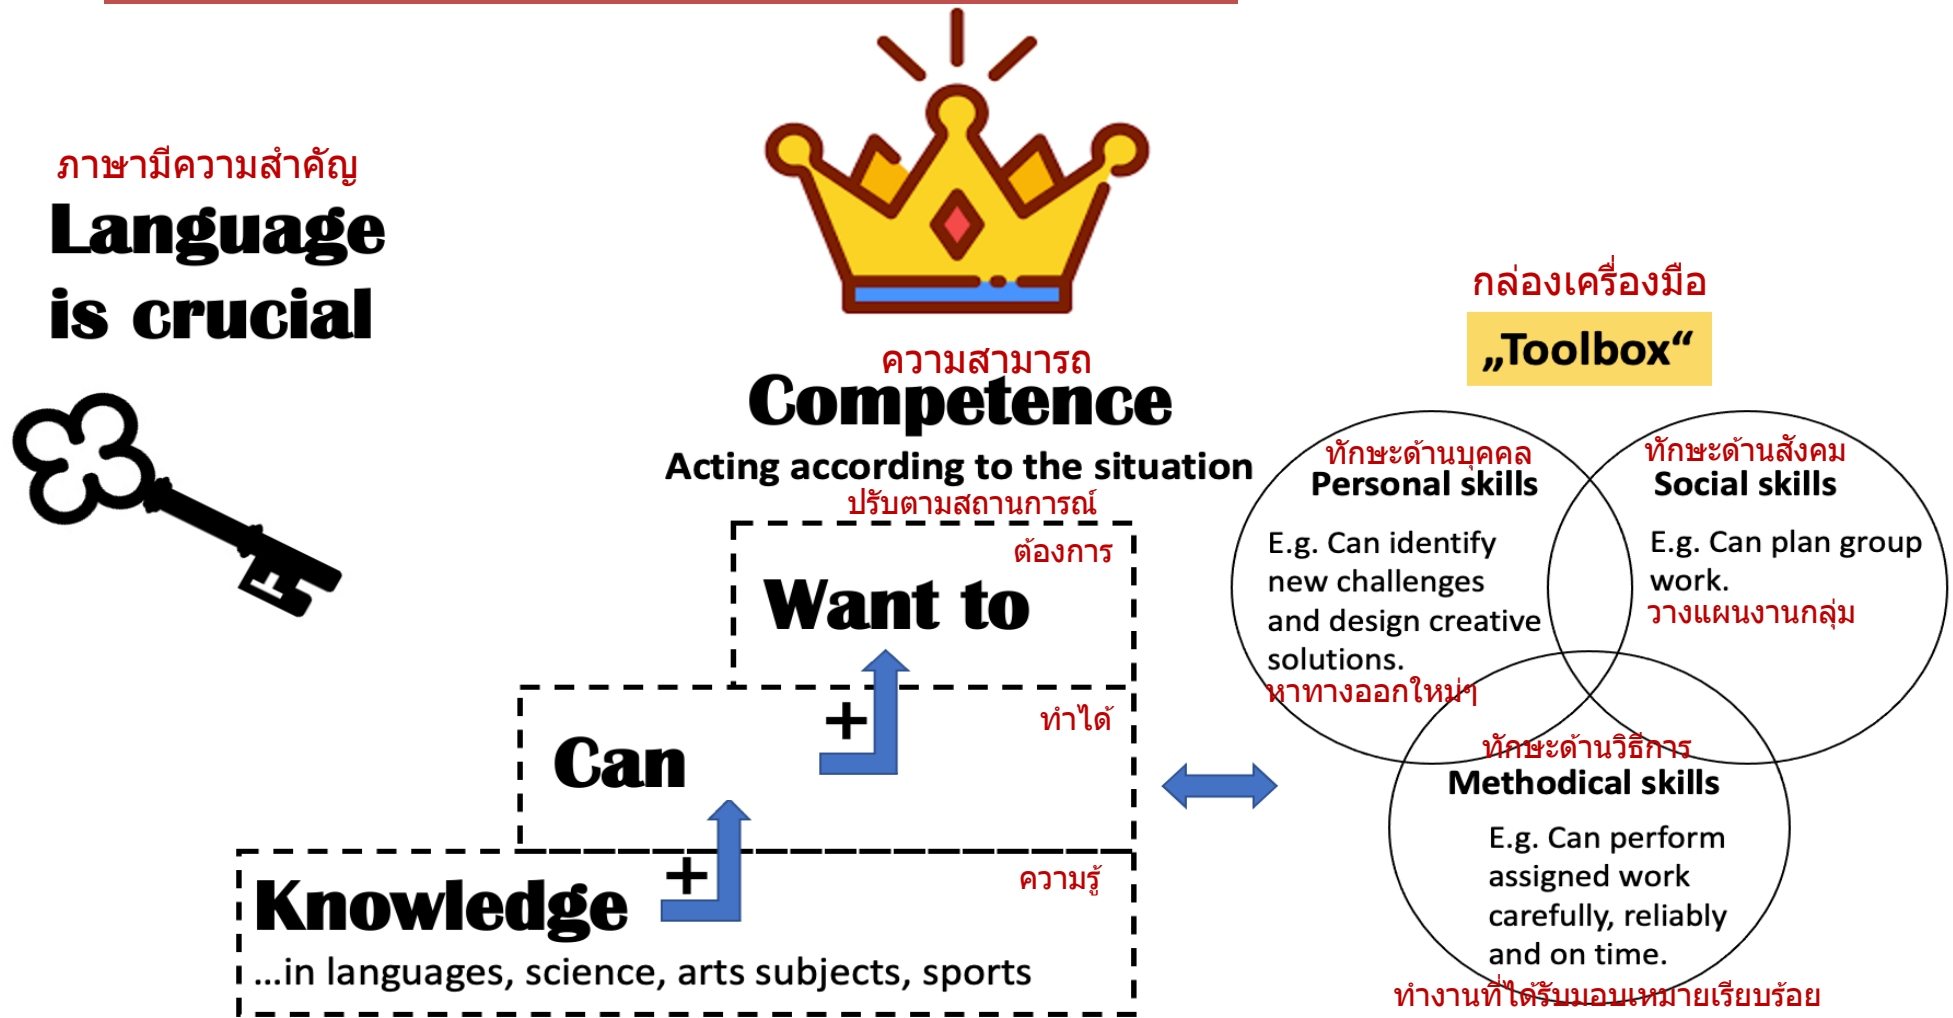 ภาษามีความสำคัญ
Language
is crucial
ความสามารถ
Competence
Acting according to the situation
ปรับตามสถานการณ์
ต้องการ
Want to
+
ทำได้
Can
+
ความรู้
Knowledge
...in languages, science, arts subjects, sports
กล่องเครื่องมือ
„Toolbox“
ทักษะด้านบุคคล
Personal skills
E.g. Can identify
new challenges
and design creative
solutions.
หาทางออกใหม่ๆ
ทักษะด้านสังคม
Social skills
E.g. Can plan group
work.
วางแผนงานกลุ่ม
ทักษะด้านวิธีการ
Methodical skills
E.g. Can perform
assigned work
carefully, reliably
and on time.
ทำงานที่ได้รับมอบเหมายเรียบร้อย